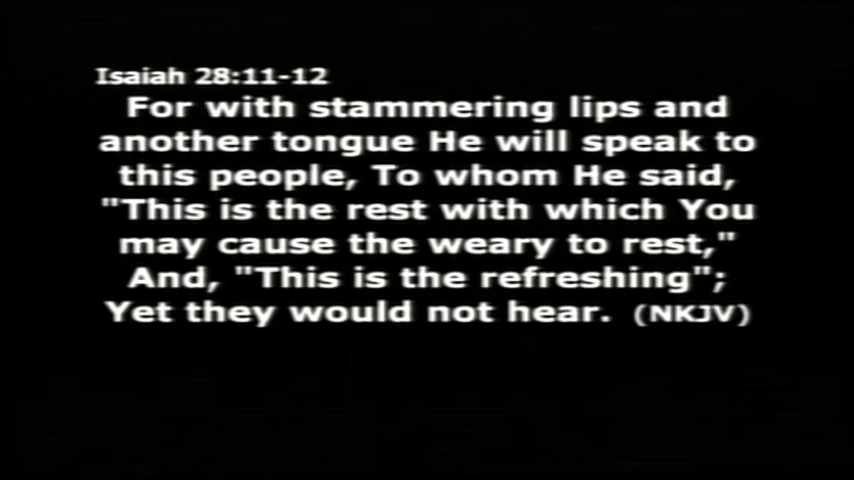 Isaiah 28:11-12
For with stammering lips and
another tongue He will speak to
this people, To whom He said,
"This is the rest with which You
may cause the weary to rest,"
And, "This is the refreshing";
Yet they would not hear. (NKJV)